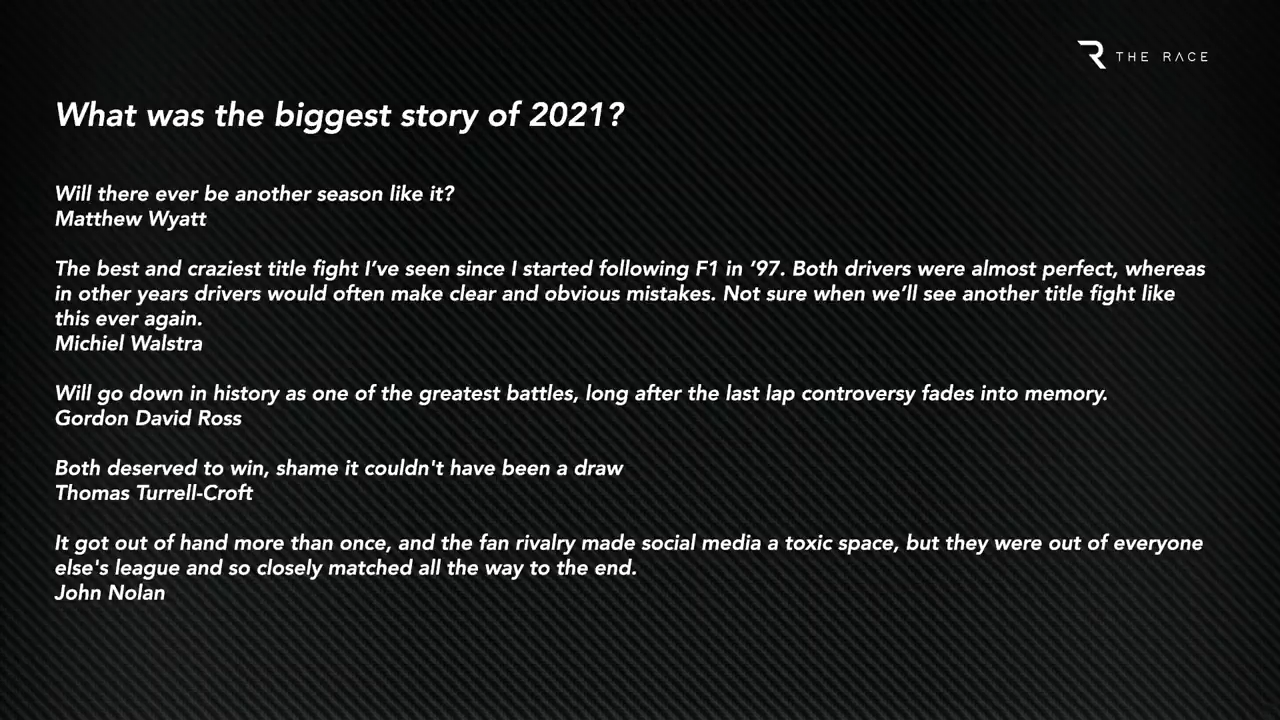 THE RACE
What was the biggest story of 2021?
Will there ever be another season like it?
Matthew Wyatt
The best and craziest title fight I’ve seen since I started following F1 in ‘97. Both drivers were almost perfect, whereas
in other years drivers would often make clear and obvious mistakes. Not sure when we’ll see another title fight like
this ever again.
Michiel Walstra
Will go down in history as one of the greatest battles, long after the last lap controversy fades into memory.
Gordon David Ross
Both deserved to win, shame it couldn't have been a draw
Thomas Turrell-Croft
It got out of hand more than once, and the fan rivalry made social media a toxic space, but they were out of everyone
else's league and so closely matched all the way to the end.
John Nolan